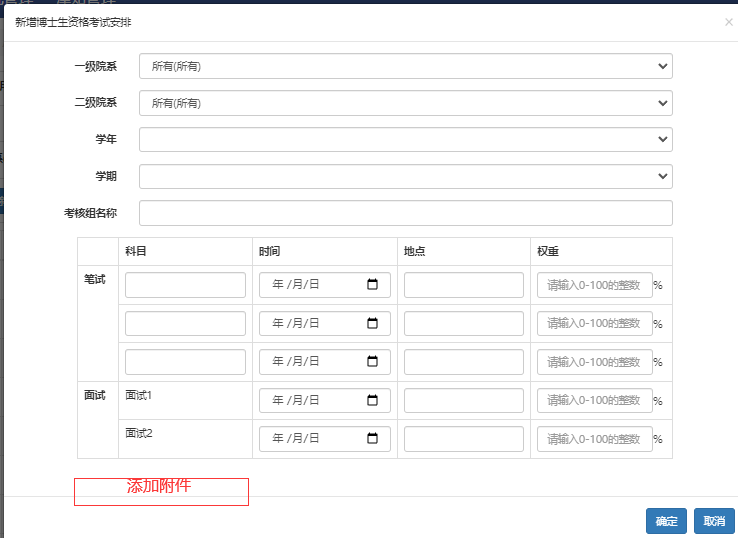 新增博士生资格考试安排 ×
一级院系 所有(所有)
二级院系 所有(所有)
学年
学期
考核组名称
科目 时间 地点 权重
笔试 年 /月/日 请输入0-100的整数 %
年 /月/日 请输入0-100的整数 %
年 /月/日 请输入0-100的整数 %
面试 面试1 年 /月/日 请输入0-100的整数 %
面试2 年 /月/日 请输入0-100的整数 %
添加附件
确定 取消